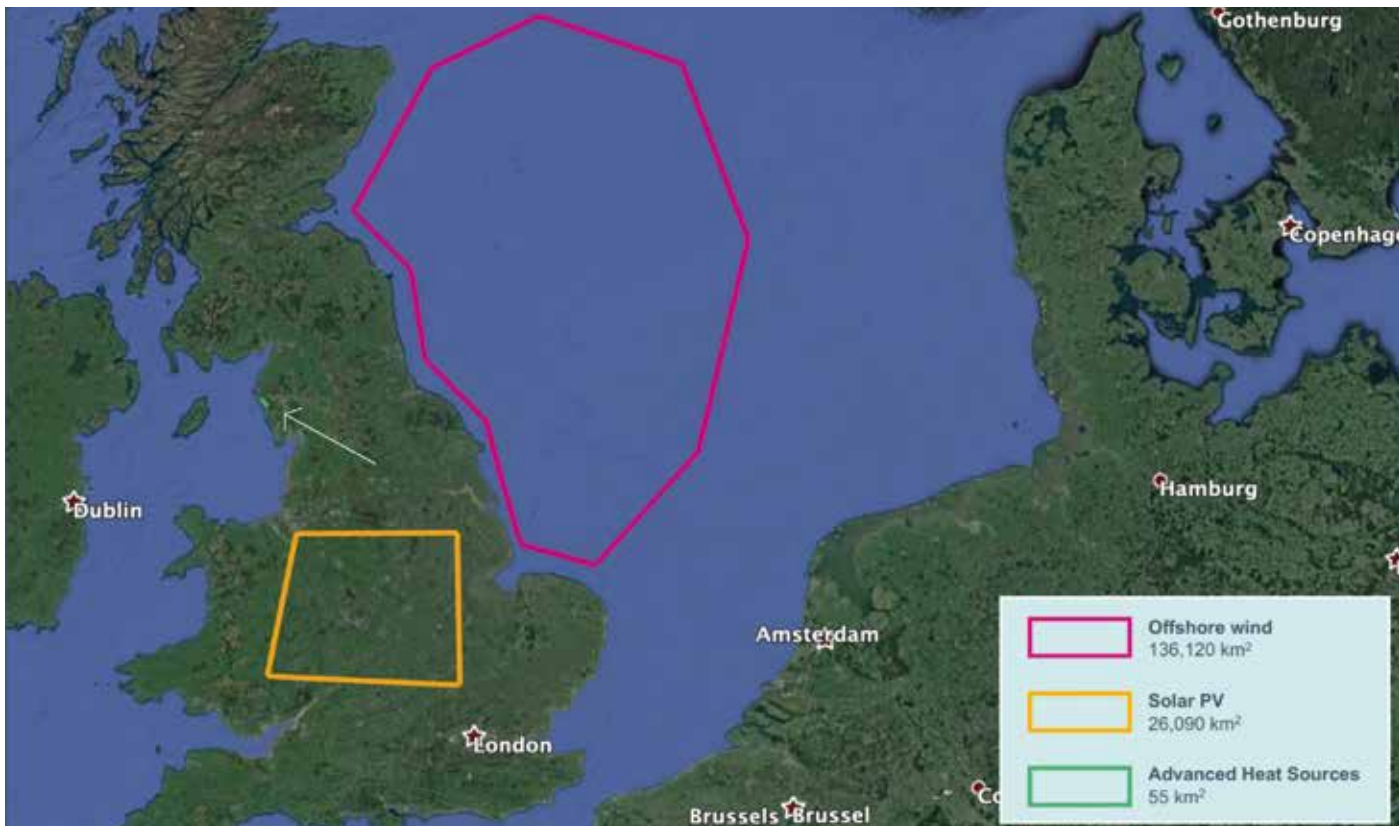 Gothenburg
Copenhage
Hamburg
Dublin
Amsterdam
London
Brussels
Brussel
Co
Offshore wind
136,120 km²
Solar PV
26,090 km²
Advanced Heat Sources
55 km²